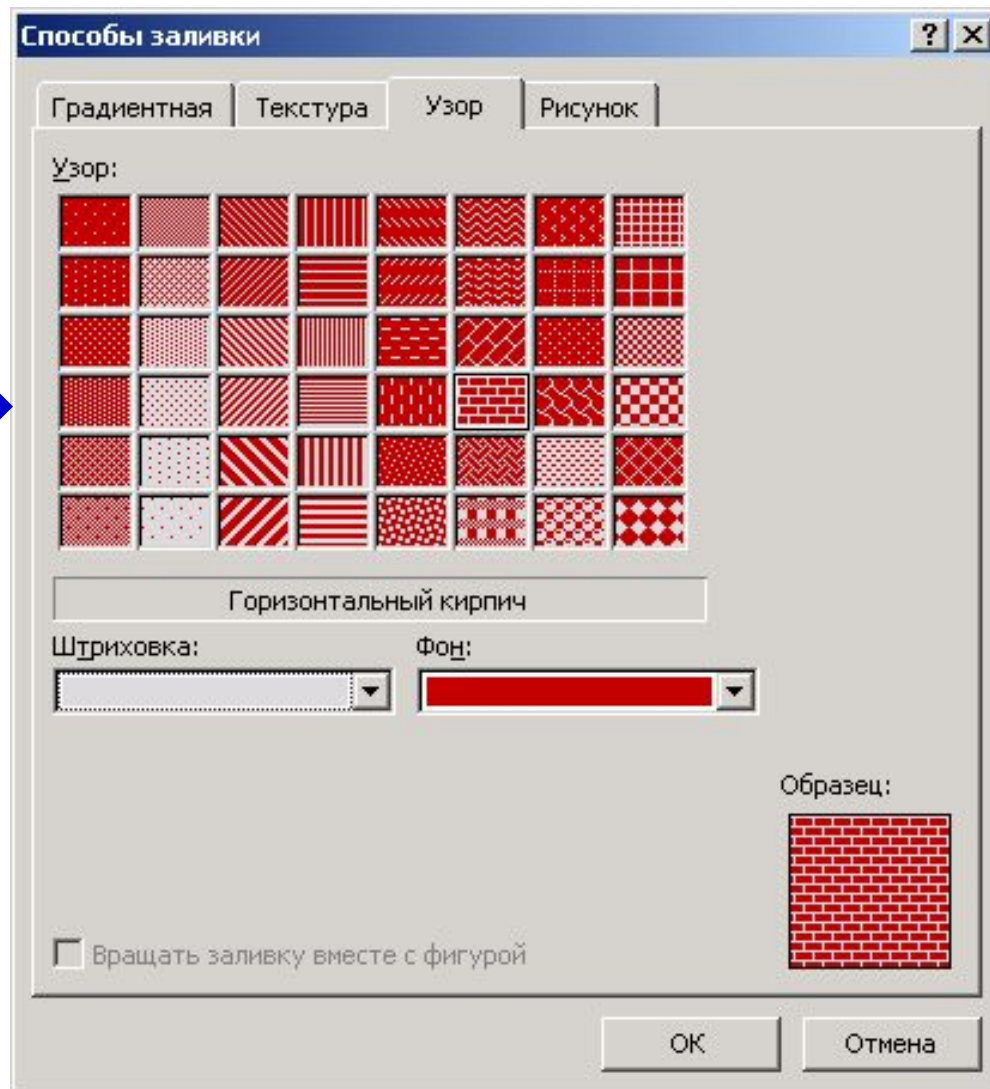 Способы заливки
Градиентная Текстура Узор Рисунок
Узор:
Горизонтальный кирпич
Штриховка: Фон:
Образец:
Вращать заливку вместе с фигурой
ОК Отмена